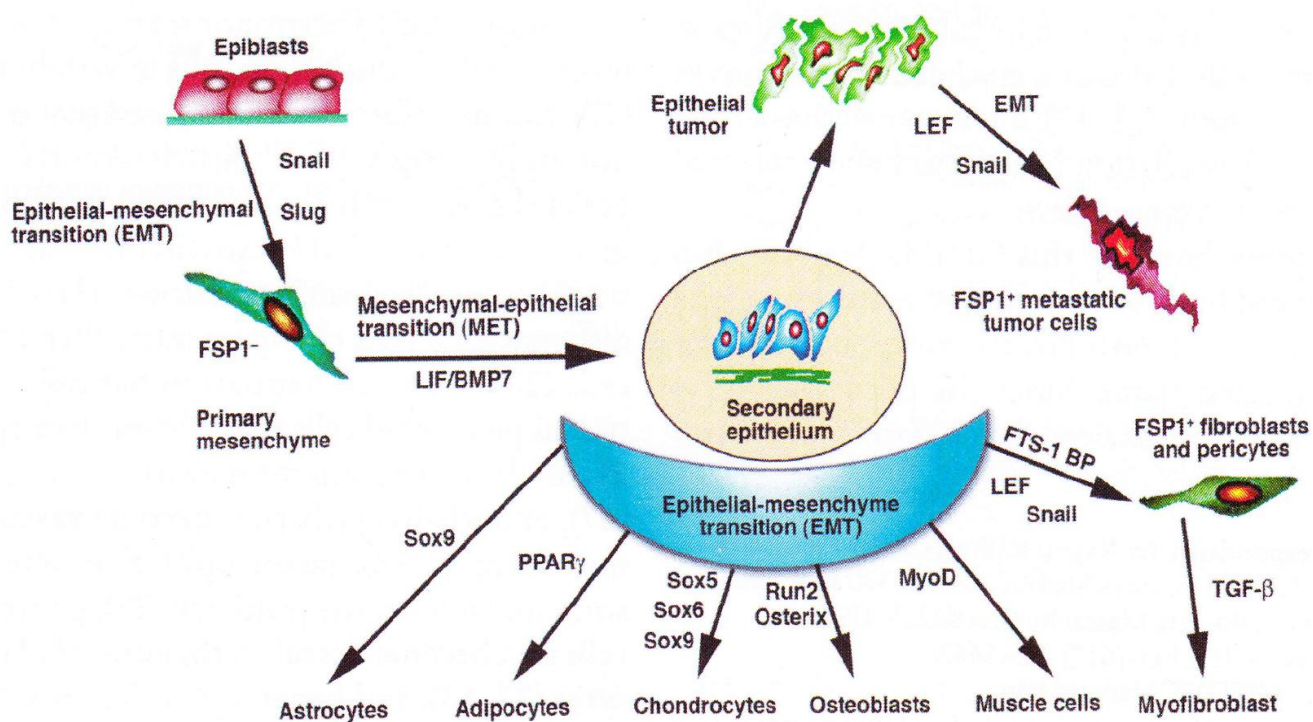 Epiblasts
Snail
Slug
Epithelial-mesenchymal
transition (EMT)
FSP1-
Primary
mesenchyme
Mesenchymal-epithelial
transition (MET)
LIF/BMP7
Epithelial
tumor
EMT
LEF
Snail
FSP1+ metastatic
tumor cells
Secondary
epithelium
Epithelial-mesenchyme
transition (EMT)
FTS-1 BP
LEF
Snail
FSP1+ fibroblasts
and pericytes
TGF-β
Sox9
PPARγ
Sox5
Sox6
Sox9
Run2
Osterix
MyoD
Astrocytes
Adipocytes
Chondrocytes
Osteoblasts
Muscle cells
Myofibroblast